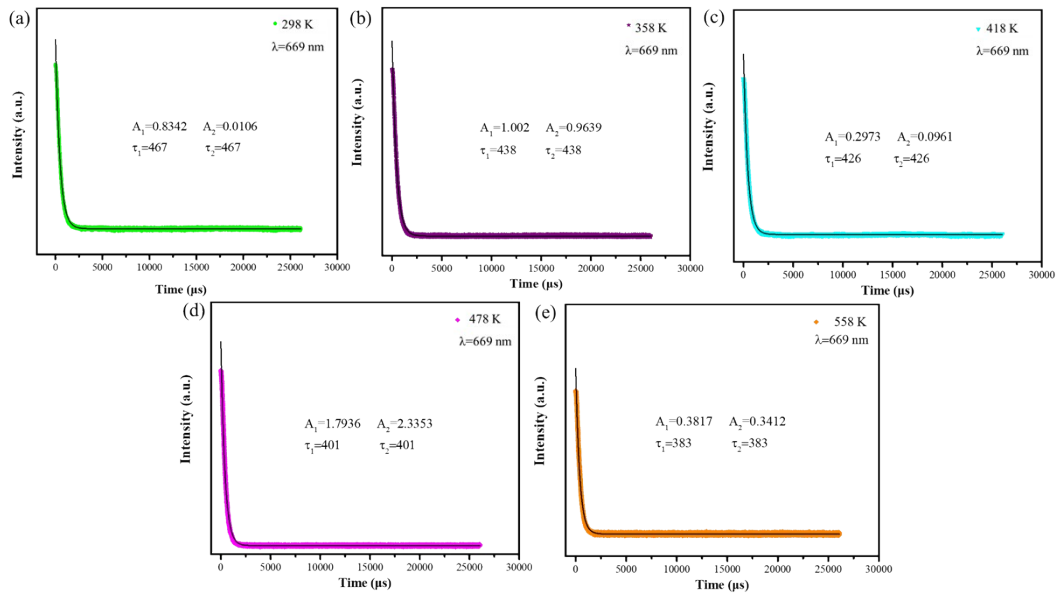 (a)
298 K
λ=669 nm
A₁=0.8342 A₂=0.0106
τ₁=467 τ₂=467
Intensity (a.u.)
0 5000 10000 15000 20000 25000 30000
Time (μs)
(b)
358 K
λ=669 nm
A₁=1.002 A₂=0.9639
τ₁=438 τ₂=438
Intensity (a.u.)
0 5000 10000 15000 20000 25000 30000
Time (μs)
(c)
418 K
λ=669 nm
A₁=0.2973 A₂=0.0961
τ₁=426 τ₂=426
Intensity (a.u.)
0 5000 10000 15000 20000 25000 30000
Time (μs)
(d)
478 K
λ=669 nm
A₁=1.7936 A₂=2.3353
τ₁=401 τ₂=401
Intensity (a.u.)
0 5000 10000 15000 20000 25000 30000
Time (μs)
(e)
558 K
λ=669 nm
A₁=0.3817 A₂=0.3412
τ₁=383 τ₂=383
Intensity (a.u.)
0 5000 10000 15000 20000 25000 30000
Time (μs)